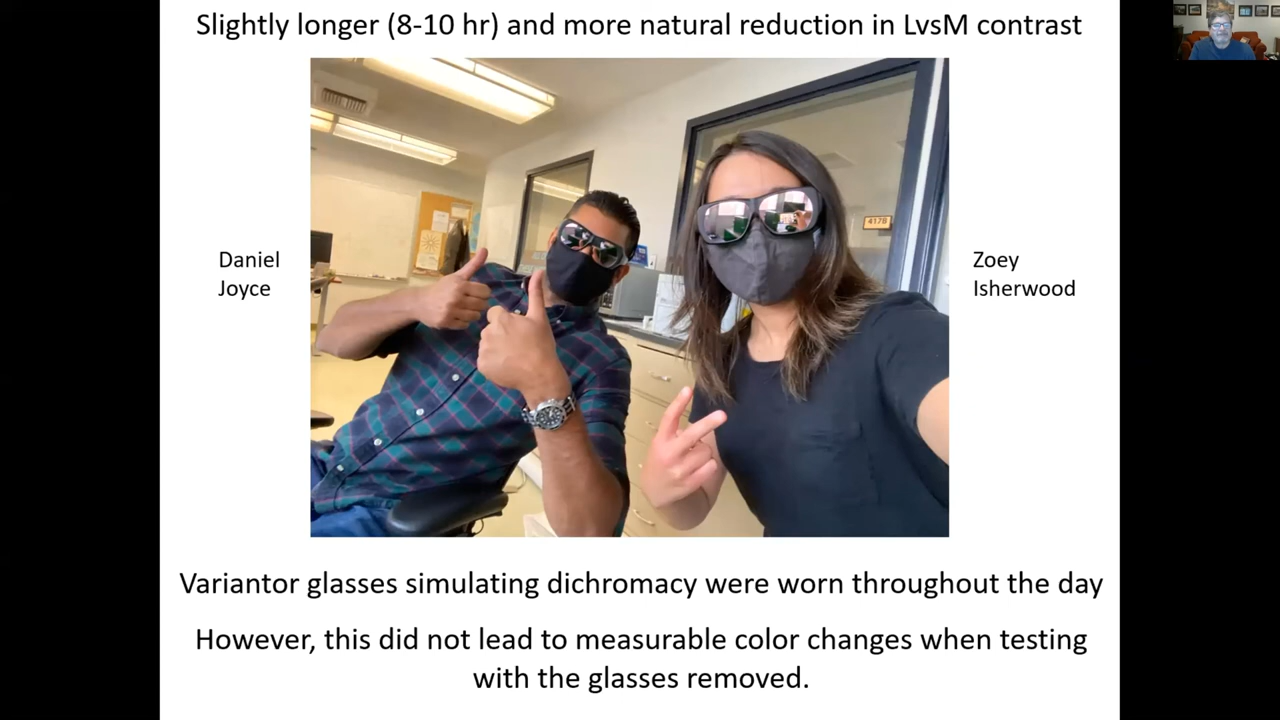 Slightly longer (8-10 hr) and more natural reduction in LvsM contrast
Daniel
Joyce
417B
Zoey
Isherwood
Variantor glasses simulating dichromacy were worn throughout the day
However, this did not lead to measurable color changes when testing
with the glasses removed.